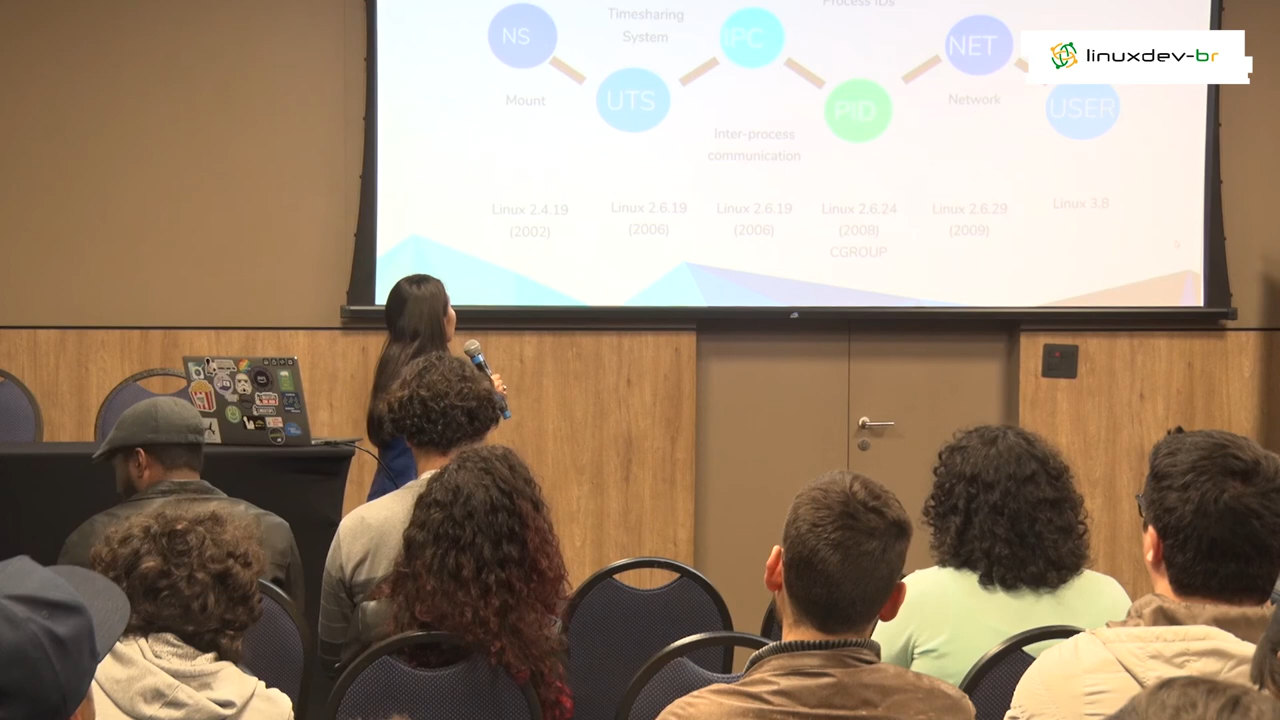 Process IDs
Timesharing
System
NS
IPC
NET
linuxdev-br
UTS
PID
USER
Mount
Network
Inter-process
communication
Linux 2.4.19
(2002)
Linux 2.6.19
(2006)
Linux 2.6.19
(2006)
Linux 2.6.24
(2008)
CGROUP
Linux 2.6.29
(2009)
Linux 3.8